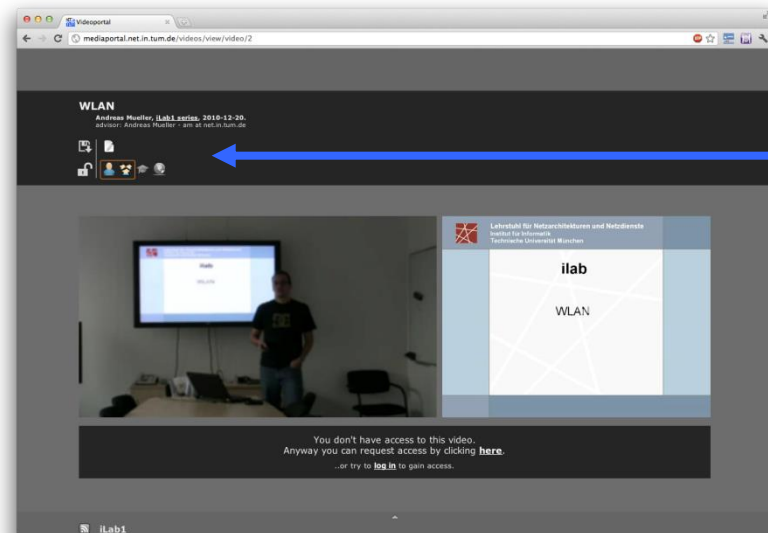 Videoportal
mediaportal.net.in.tum.de/videos/view/video/2
WLAN
Andreas Mueller, iLab1 series, 2010-12-20.
advisor: Andreas Mueller - am at net.in.tum.de
ilab
WLAN
Lehrstuhl für Netzarchitekturen und Netzdienste
Institut für Informatik
Technische Universität München
ilab
WLAN
You don't have access to this video.
Anyway you can request access by clicking here.
..or try to log in to gain access.
iLab1